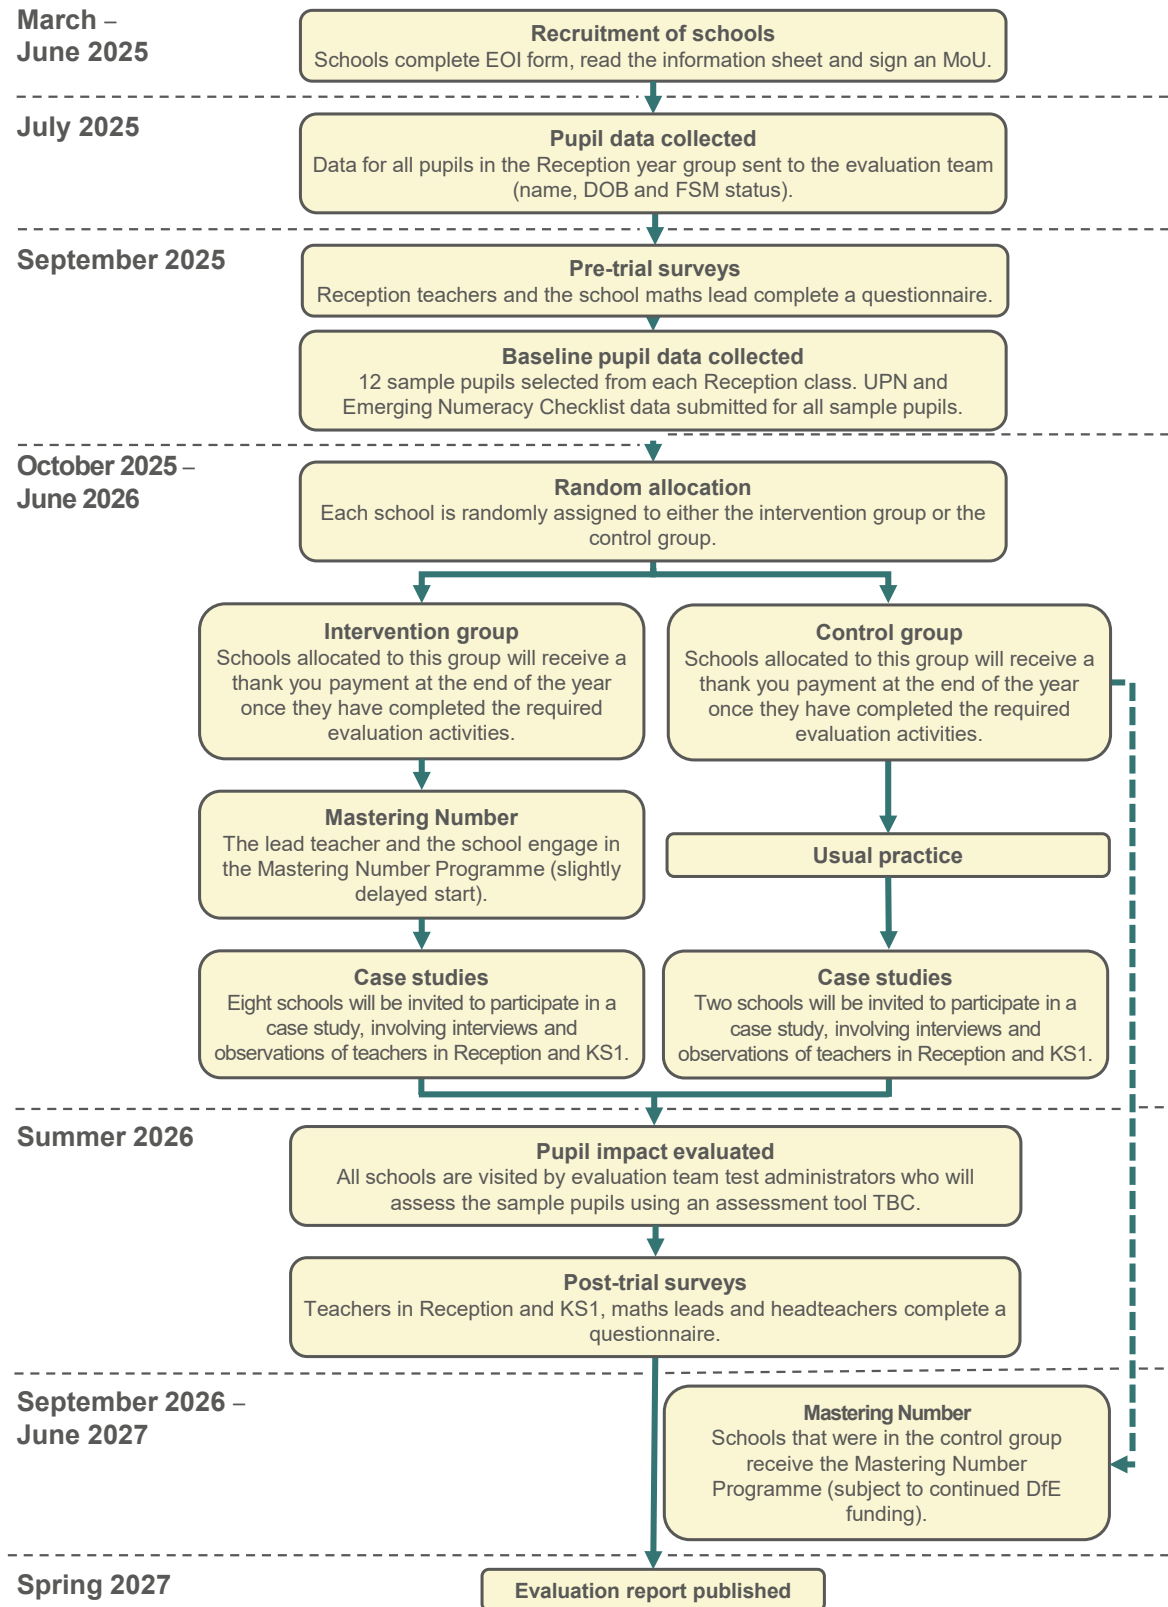 March –
June 2025
Recruitment of schools
Schools complete EOI form, read the information sheet and sign an MoU.
July 2025
Pupil data collected
Data for all pupils in the Reception year group sent to the evaluation team
(name, DOB and FSM status).
September 2025
Pre-trial surveys
Reception teachers and the school maths lead complete a questionnaire.
Baseline pupil data collected
12 sample pupils selected from each Reception class. UPN and
Emerging Numeracy Checklist data submitted for all sample pupils.
October 2025 –
June 2026
Random allocation
Each school is randomly assigned to either the intervention group or the
control group.
Intervention group
Schools allocated to this group will receive a
thank you payment at the end of the year
once they have completed the required
evaluation activities.
Control group
Schools allocated to this group will receive a
thank you payment at the end of the year
once they have completed the required
evaluation activities.
Mastering Number
The lead teacher and the school engage in
the Mastering Number Programme (slightly
delayed start).
Usual practice
Case studies
Eight schools will be invited to participate in a
case study, involving interviews and
observations of teachers in Reception and KS1.
Case studies
Two schools will be invited to participate in a
case study, involving interviews and
observations of teachers in Reception and KS1.
Summer 2026
Pupil impact evaluated
All schools are visited by evaluation team test administrators who will
assess the sample pupils using an assessment tool TBC.
Post-trial surveys
Teachers in Reception and KS1, maths leads and headteachers complete a
questionnaire.
September 2026 –
June 2027
Mastering Number
Schools that were in the control group
receive the Mastering Number
Programme (subject to continued DfE
funding).
Spring 2027
Evaluation report published